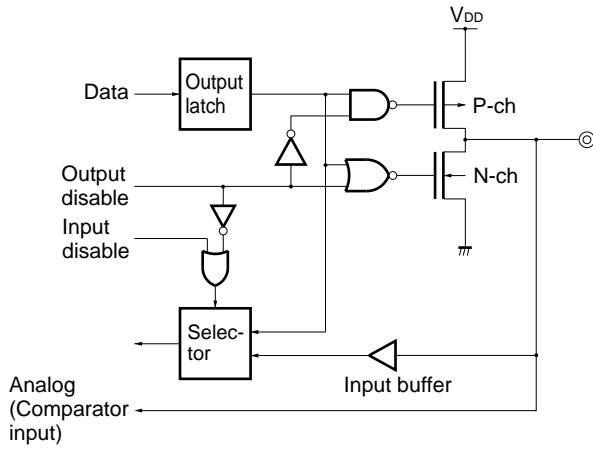 VDD
Data
Output
latch
P-ch
Output
disable
N-ch
Input
disable
Selec-
tor
Input buffer
Analog
(Comparator
input)